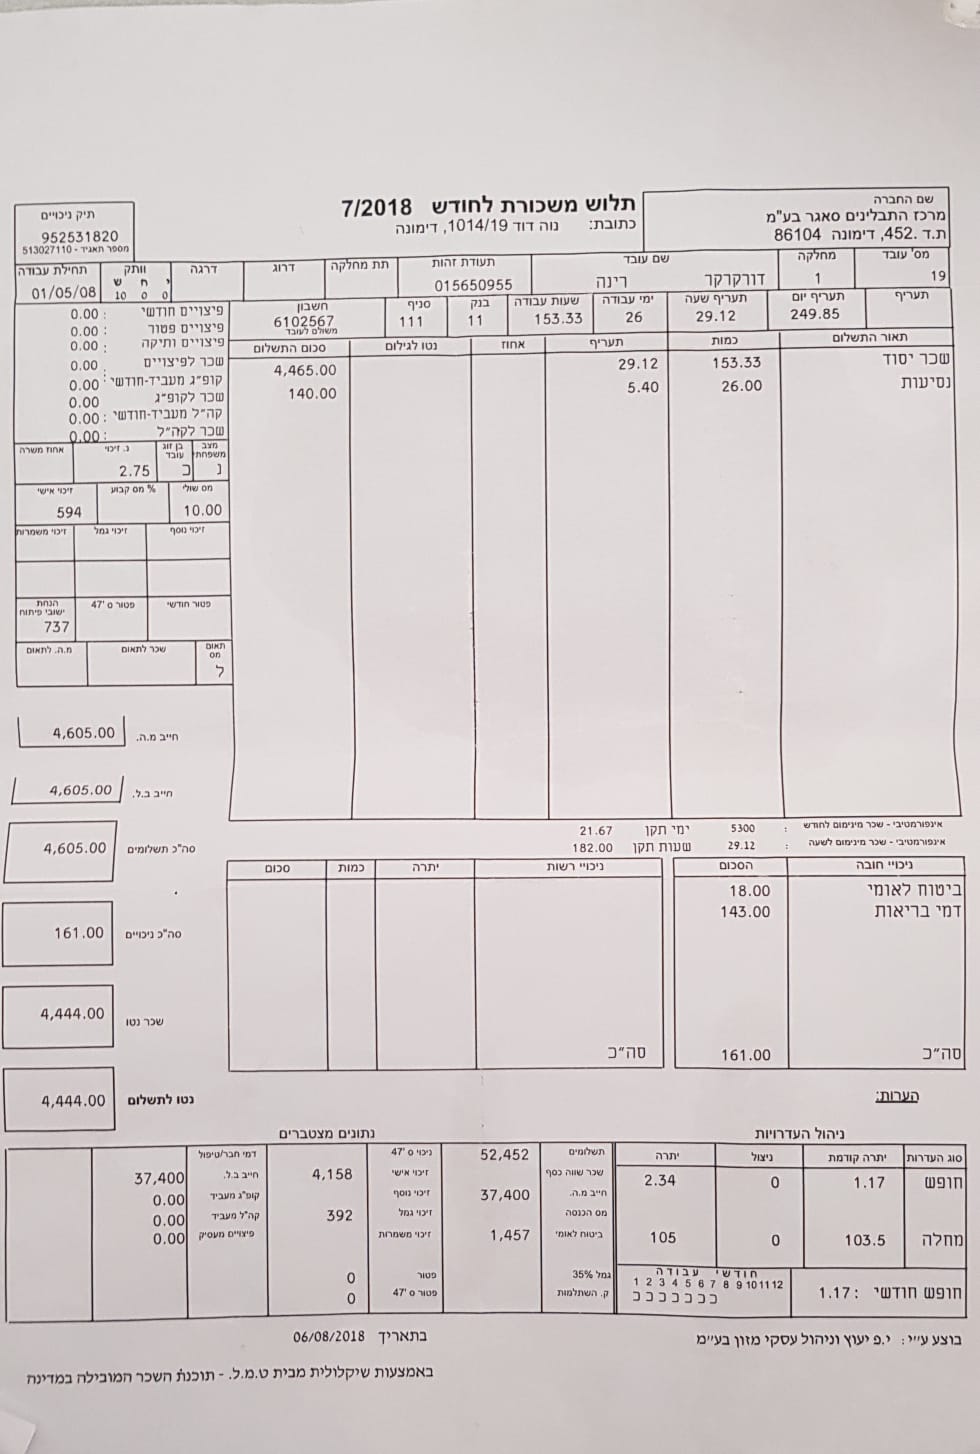 שם החברה
מרכז התבלינים סאגר בע"מ
ת.ד .452, דימונה 86104
תלוש משכורת לחודש 7/2018
כתובת: נוה דוד 1014/19, דימונה
תיק ניכויים
952531820
מספר תאגיד - 513027110
מס' עובד מחלקה שם עובד תעודת זהות תת מחלקה דרוג דרגה וותק תחילת עבודה
ש ח י
19 1 דורקרקר רינה 015650955 10 0 0 01/05/08
תעריף תעריף יום תעריף שעה ימי עבודה שעות עבודה בנק סניף חשבון
249.85 29.12 26 153.33 11 111 6102567
משולם לעובד
תאור התשלום כמות תעריף אחוז נטו לגילום סכום התשלום
שכר יסוד 153.33 29.12 4,465.00
נסיעות 26.00 5.40 140.00
פיצויים חודשי : 0.00
פיצויים פטור : 0.00
פיצויים ותיקה : 0.00
שכר לפיצויים 0.00
קופ"ג מעביד-חודשי : 0.00
שכר לקופ"ג 0.00
קה"ל מעביד-חודשי : 0.00
שכר לקה"ל : 0.00
מצב משפחתי בן זוג עובד נ. זיכוי אחוז משרה
נ כ 2.75
מס שולי % מס קבוע זיכוי אישי
10.00 594
זיכוי נוסף זיכוי גמל זיכוי משמרות
פטור חודשי פטור ס '47 הנחת ישובי פיתוח
737
תאום מס שכר לתאום מ.ה. לתאום
ל
חייב מ.ה. 4,605.00
חייב ב.ל. 4,605.00
סה"כ תשלומים 4,605.00
סה"כ ניכויים 161.00
שכר נטו 4,444.00
נטו לתשלום 4,444.00
אינפורמטיבי - שכר מינימום לחודש : 5300 ימי תקן 21.67
אינפורמטיבי - שכר מינימום לשעה : 29.12 שעות תקן 182.00
ניכויי חובה הסכום ניכויי רשות יתרה כמות סכום
ביטוח לאומי 18.00
דמי בריאות 143.00
סה"כ 161.00 סה"כ
הערות:
ניהול העדרויות
סוג העדרות יתרה קודמת ניצול יתרה
חופש 1.17 0 2.34
מחלה 103.5 0 105
חופש חודשי : 1.17
חודשי עבודה
1 2 3 4 5 6 7 8 9 10 11 12
כ כ כ כ כ כ כ
נתונים מצטברים
תשלומים 52,452 ניכוי ס '47 דמי חבר/טיפול
שכר שווה כסף זיכוי אישי 4,158 חייב ב.ל. 37,400
חייב מ.ה. 37,400 זיכוי נוסף קופ"ג מעביד 0.00
מס הכנסה זיכוי גמל 392 קה"ל מעביד 0.00
ביטוח לאומי 1,457 זיכוי משמרות פיצויים מעסיק 0.00
גמל 35% פטור 0
ק. השתלמות פטור ס '47 0
בוצע ע"י : י.פ יעוץ וניהול עסקי מזון בע"מ
בתאריך 06/08/2018
באמצעות שיקלולית מבית ט.מ.ל. - תוכנת השכר המובילה במדינה